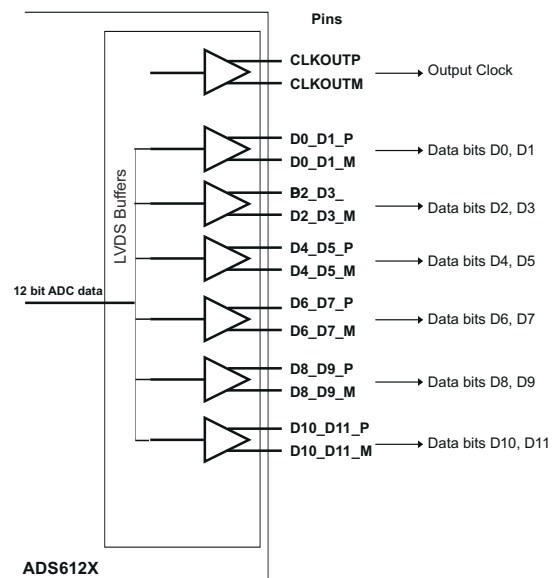 Pins
CLKOUTP
CLKOUTM
Output Clock
D0_D1_P
D0_D1_M
Data bits D0, D1
D2_D3_
D2_D3_M
Data bits D2, D3
D4_D5_P
D4_D5_M
Data bits D4, D5
LVDS Buffers
12 bit ADC data
D6_D7_P
D6_D7_M
Data bits D6, D7
D8_D9_P
D8_D9_M
Data bits D8, D9
D10_D11_P
D10_D11_M
Data bits D10, D11
ADS612X